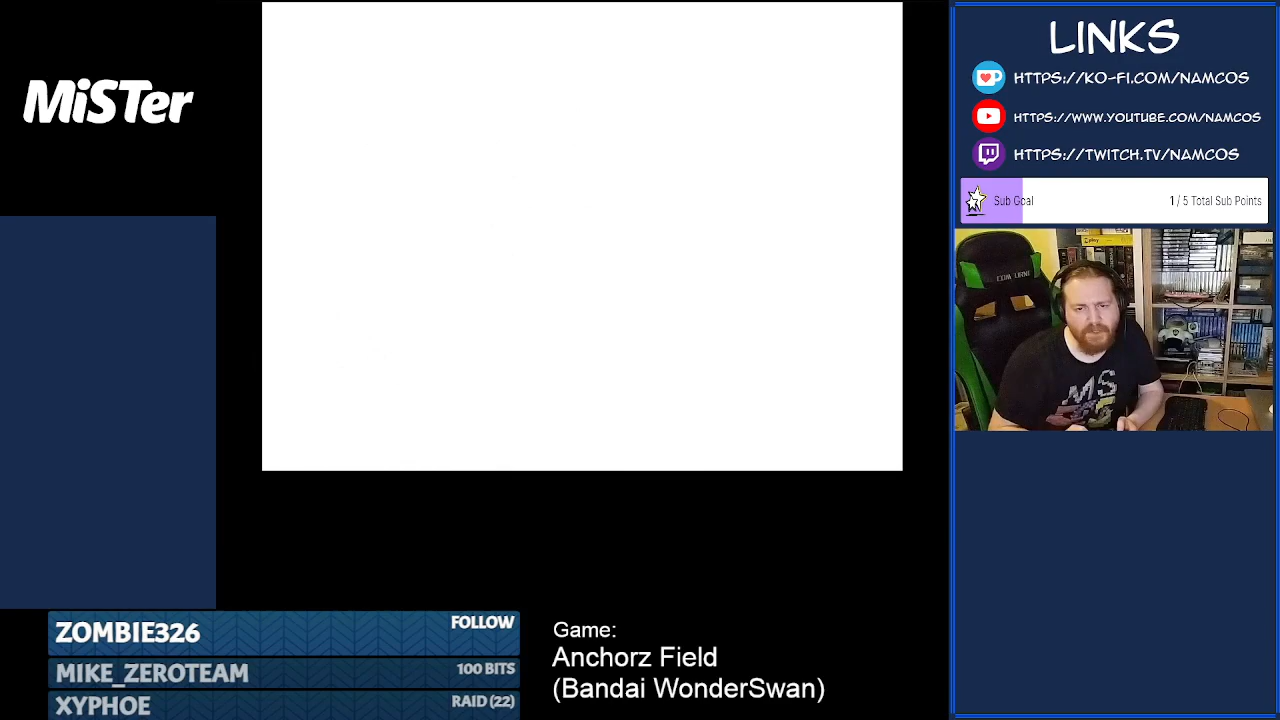 MiSTer
LINKS
HTTPS://KO-FI.COM/NAMCOS
HTTPS://WWW.YOUTUBE.COM/NAMCOS
HTTPS://TWITCH.TV/NAMCOS
Sub Goal
1 / 5 Total Sub Points
MS
ZOMBIE326
FOLLOW
MIKE_ZEROTEAM
100 BITS
XYPHOE
RAID (22)
Game:
Anchorz Field
(Bandai WonderSwan)